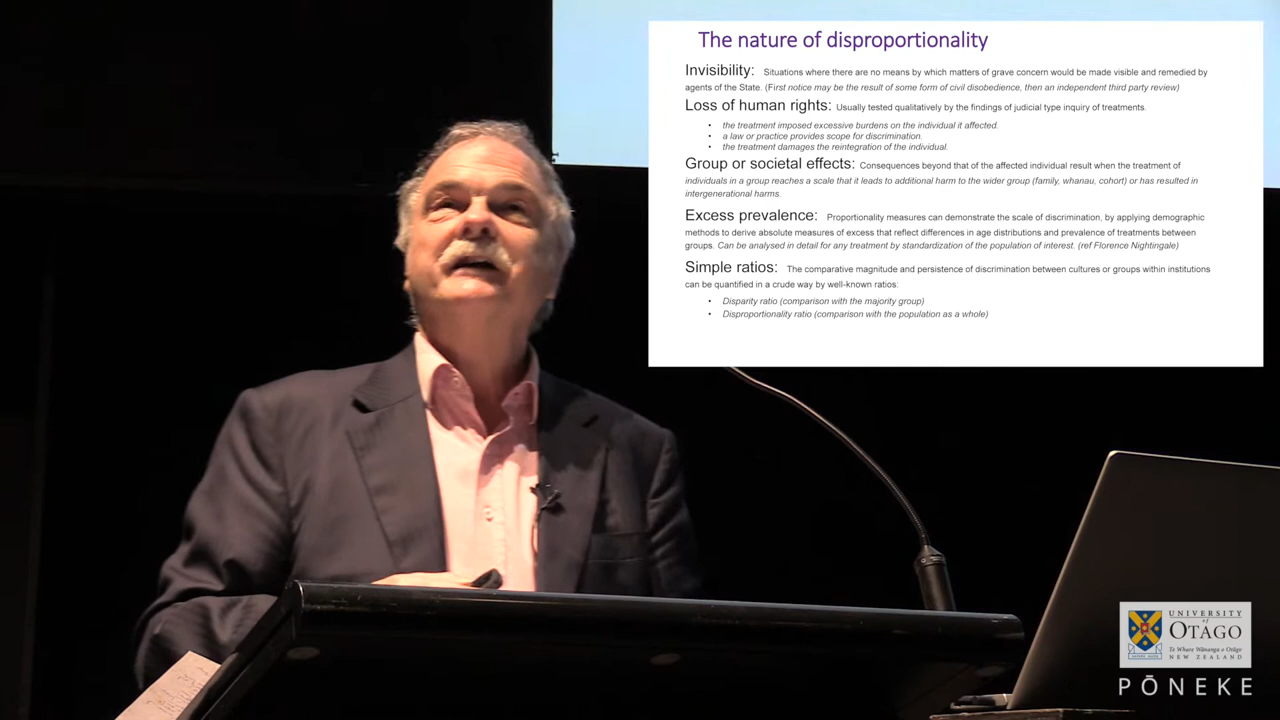 The nature of disproportionality
Invisibility: Situations where there are no means by which matters of grave concern would be made visible and remedied by
agents of the State. (First notice may be the result of some form of civil disobedience, then an independent third party review)
Loss of human rights: Usually tested qualitatively by the findings of judicial type inquiry of treatments.
• the treatment imposed excessive burdens on the individual it affected.
• a law or practice provides scope for discrimination.
• the treatment damages the reintegration of the individual.
Group or societal effects: Consequences beyond that of the affected individual result when the treatment of
individuals in a group reaches a scale that it leads to additional harm to the wider group (family, whanau, cohort) or has resulted in
intergenerational harms.
Excess prevalence: Proportionality measures can demonstrate the scale of discrimination, by applying demographic
methods to derive absolute measures of excess that reflect differences in age distributions and prevalence of treatments between
groups. Can be analysed in detail for any treatment by standardization of the population of interest. (ref Florence Nightingale)
Simple ratios: The comparative magnitude and persistence of discrimination between cultures or groups within institutions
can be quantified in a crude way by well-known ratios:
• Disparity ratio (comparison with the majority group)
• Disproportionality ratio (comparison with the population as a whole)
UNIVERSITY
of
OTAGO
Te Whare Wānanga o Otāgo
NEW ZEALAND
PŌNEKE